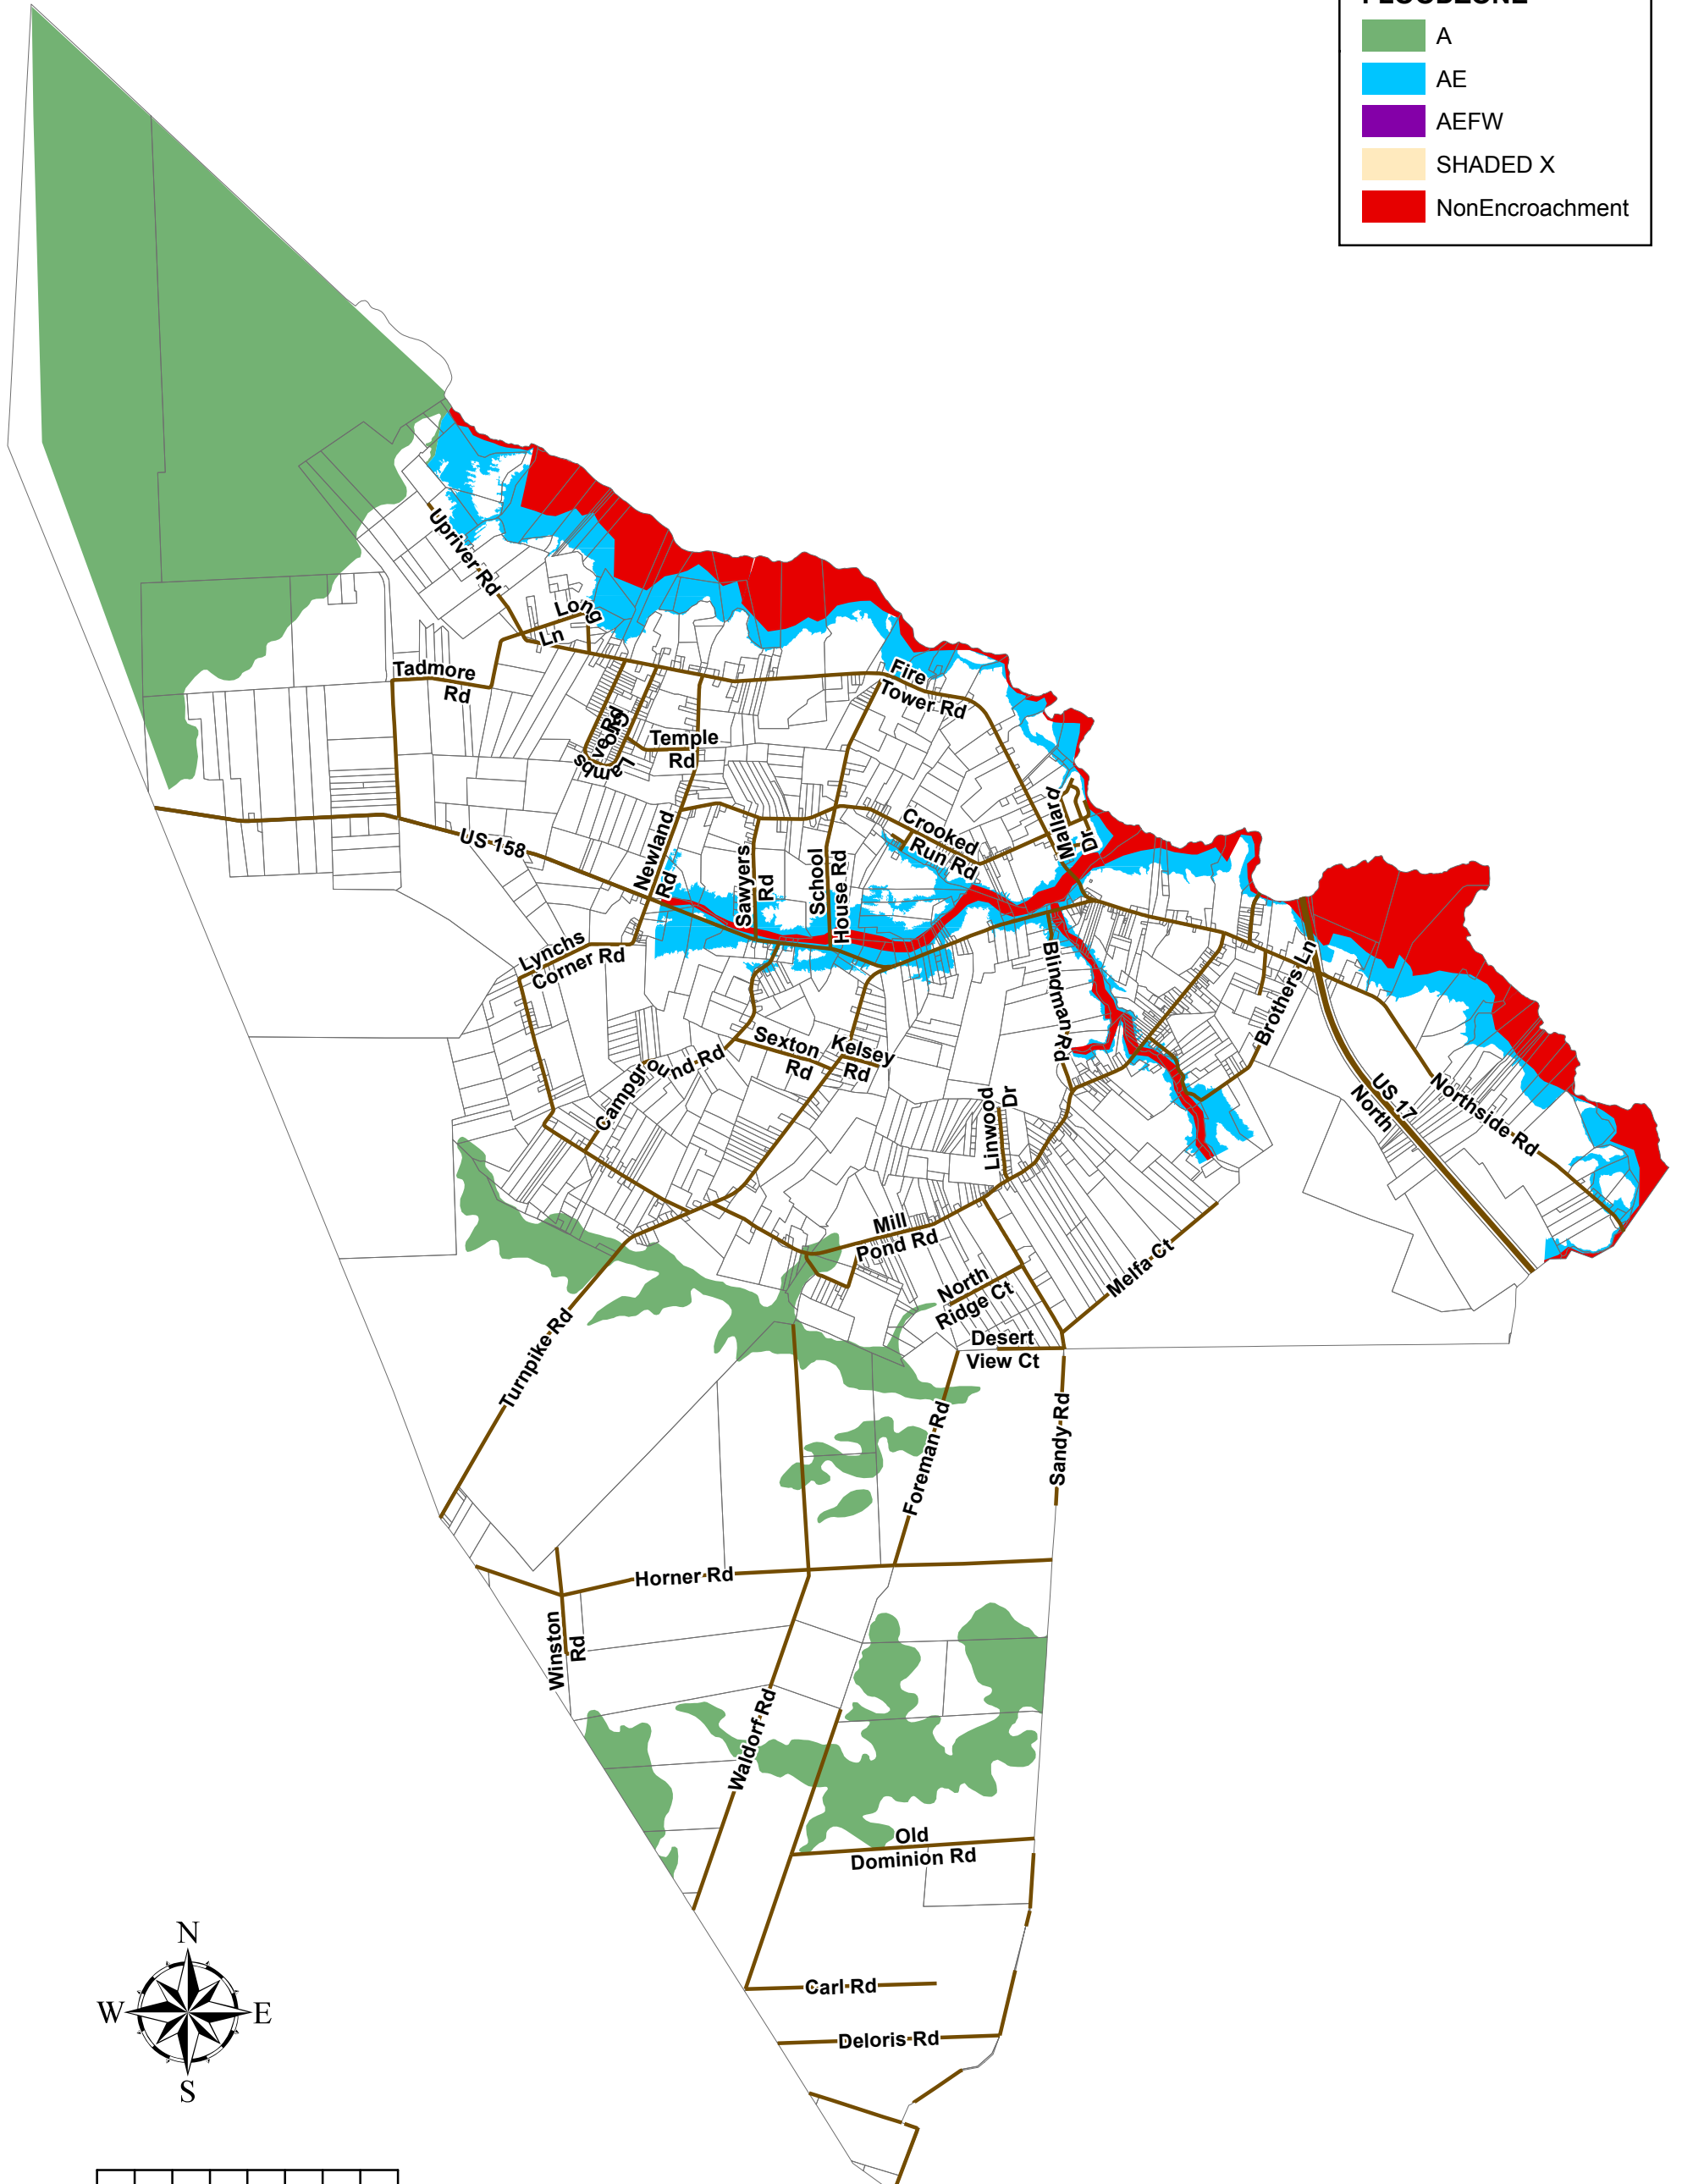 FLOODZONE
A
AE
AEFW
SHADED X
NonEncroachment
Upriver Rd
Long
Ln
Tadmore
Rd
Fire
Tower Rd
Temple
Rd
Lambs
Grove Rd
US 158
Newland
Rd
Sawyers
Rd
School
House Rd
Crooked
Run Rd
Mallard
Dr
Lynchs
Corner Rd
Blindman Rd
Brothers Ln
Sexton
Rd
Kelsey
Rd
Campground Rd
Linwood
Dr
US 17
North
Northside Rd
Mill
Pond Rd
North
Ridge Ct
Melfa Ct
Desert
View Ct
Turnpike Rd
Foreman Rd
Sandy Rd
Horner Rd
Winston
Rd
Waldorf Rd
Old
Dominion Rd
Carl Rd
Deloris Rd
N
W
E
S